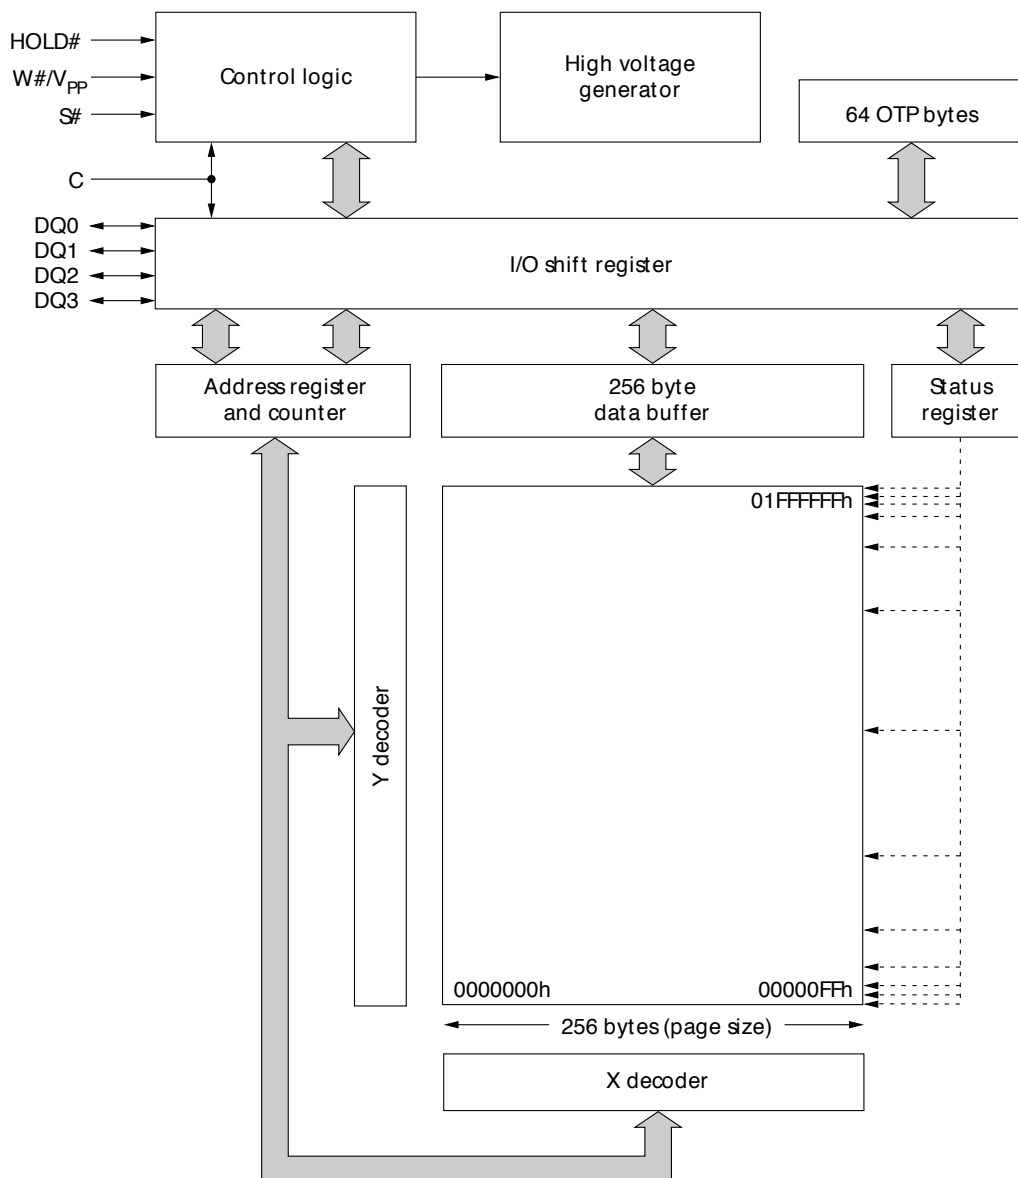 HOLD#
W#/VPP
S#
Control logic
High voltage
generator
64 OTP bytes
C
DQ0
DQ1
DQ2
DQ3
I/O shift register
Address register
and counter
256 byte
data buffer
Status
register
01FFFFFFh
Y decoder
0000000h
00000FFh
256 bytes (page size)
X decoder